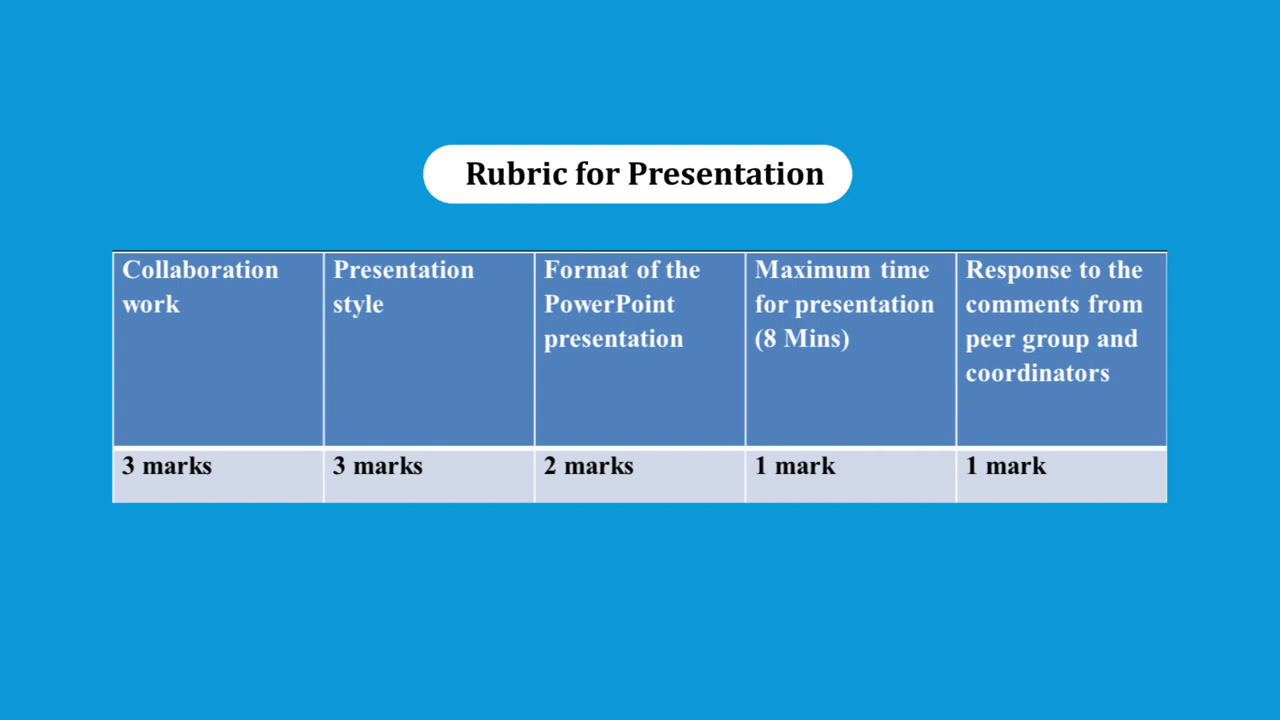 Rubric for Presentation
Collaboration
work
Presentation
style
Format of the
PowerPoint
presentation
Maximum time
for presentation
(8 Mins)
Response to the
comments from
peer group and
coordinators
3 marks
3 marks
2 marks
1 mark
1 mark